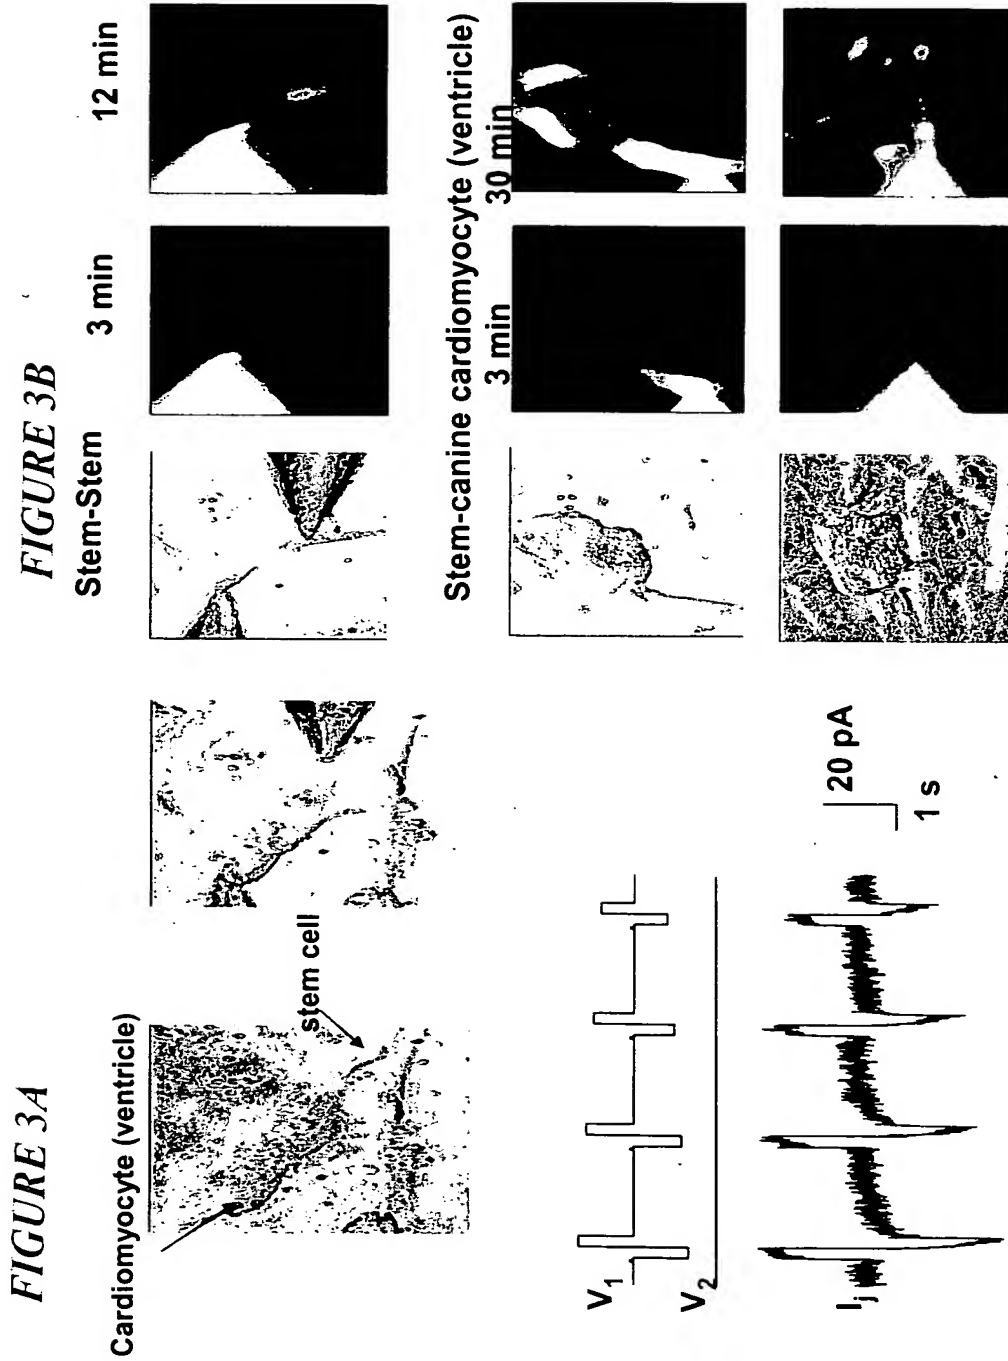 FIGURE 3A
Cardiomyocyte (ventricle)
stem cell
V1
V2
Ij
20 pA
1 s
FIGURE 3B
Stem-Stem
3 min
12 min
Stem-canine cardiomyocyte (ventricle)
3 min
30 min